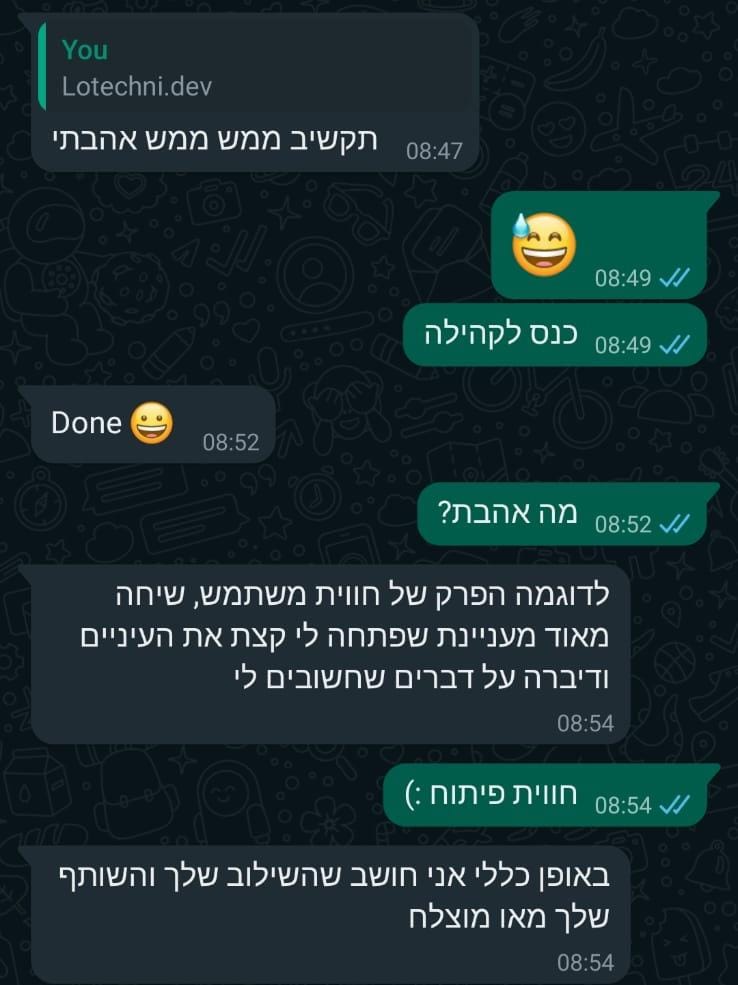 You
Lotechni.dev
תקשיב ממש ממש אהבתי
08:47
😅
08:49
כנס לקהילה
08:49
Done 😀
08:52
מה אהבת?
08:52
לדוגמה הפרק של חווית משתמש, שיחה
מאוד מעניינת שפתחה לי קצת את העיניים
ודיברה על דברים שחשובים לי
08:54
חווית פיתוח :)
08:54
באופן כללי אני חושב שהשילוב שלך והשותף
שלך מאו מוצלח
08:54